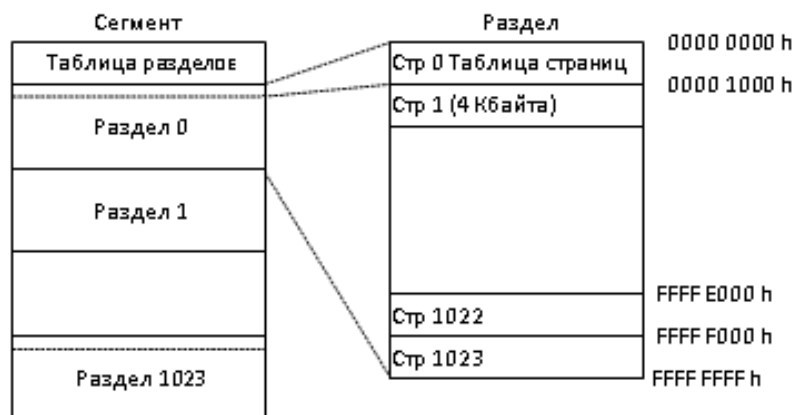 Сегмент
Таблица разделов
Раздел 0
Раздел 1
Раздел 1023
Раздел
Стр 0 Таблица страниц
Стр 1 (4 Кбайта)
Стр 1022
Стр 1023
0000 0000 h
0000 1000 h
FFFF E000 h
FFFF F000 h
FFFF FFFF h